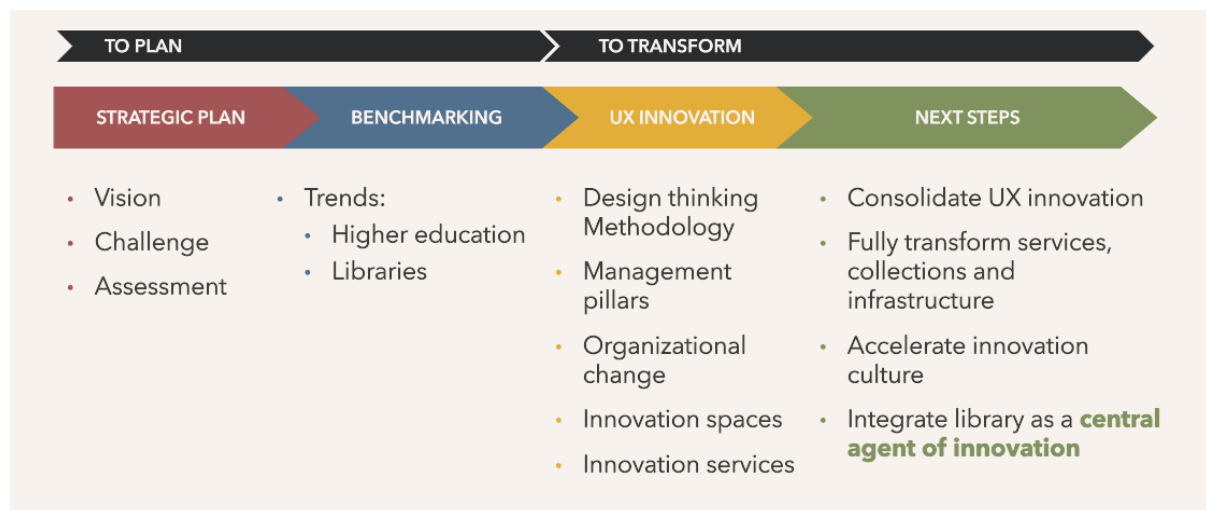 TO PLAN
TO TRANSFORM
STRATEGIC PLAN
BENCHMARKING
UX INNOVATION
NEXT STEPS
• Vision
• Challenge
• Assessment
• Trends:
• Higher education
• Libraries
• Design thinking
Methodology
• Management
pillars
• Organizational
change
• Innovation spaces
• Innovation services
• Consolidate UX innovation
• Fully transform services,
collections and
infrastructure
• Accelerate innovation
culture
• Integrate library as a central
agent of innovation